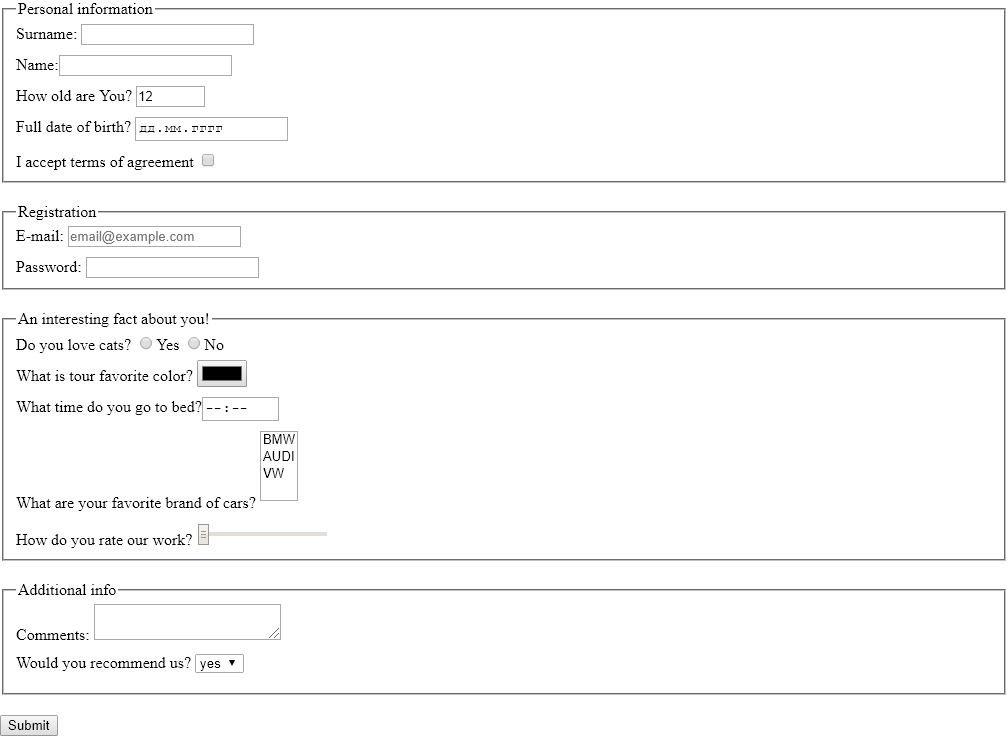 Personal information
Surname:
Name:
How old are You? 12
Full date of birth? дд.мм.гггг
I accept terms of agreement
Registration
E-mail: email@example.com
Password:
An interesting fact about you!
Do you love cats? Yes No
What is tour favorite color?
What time do you go to bed? --:--
BMW
AUDI
VW
What are your favorite brand of cars?
How do you rate our work?
Additional info
Comments:
Would you recommend us? yes
Submit